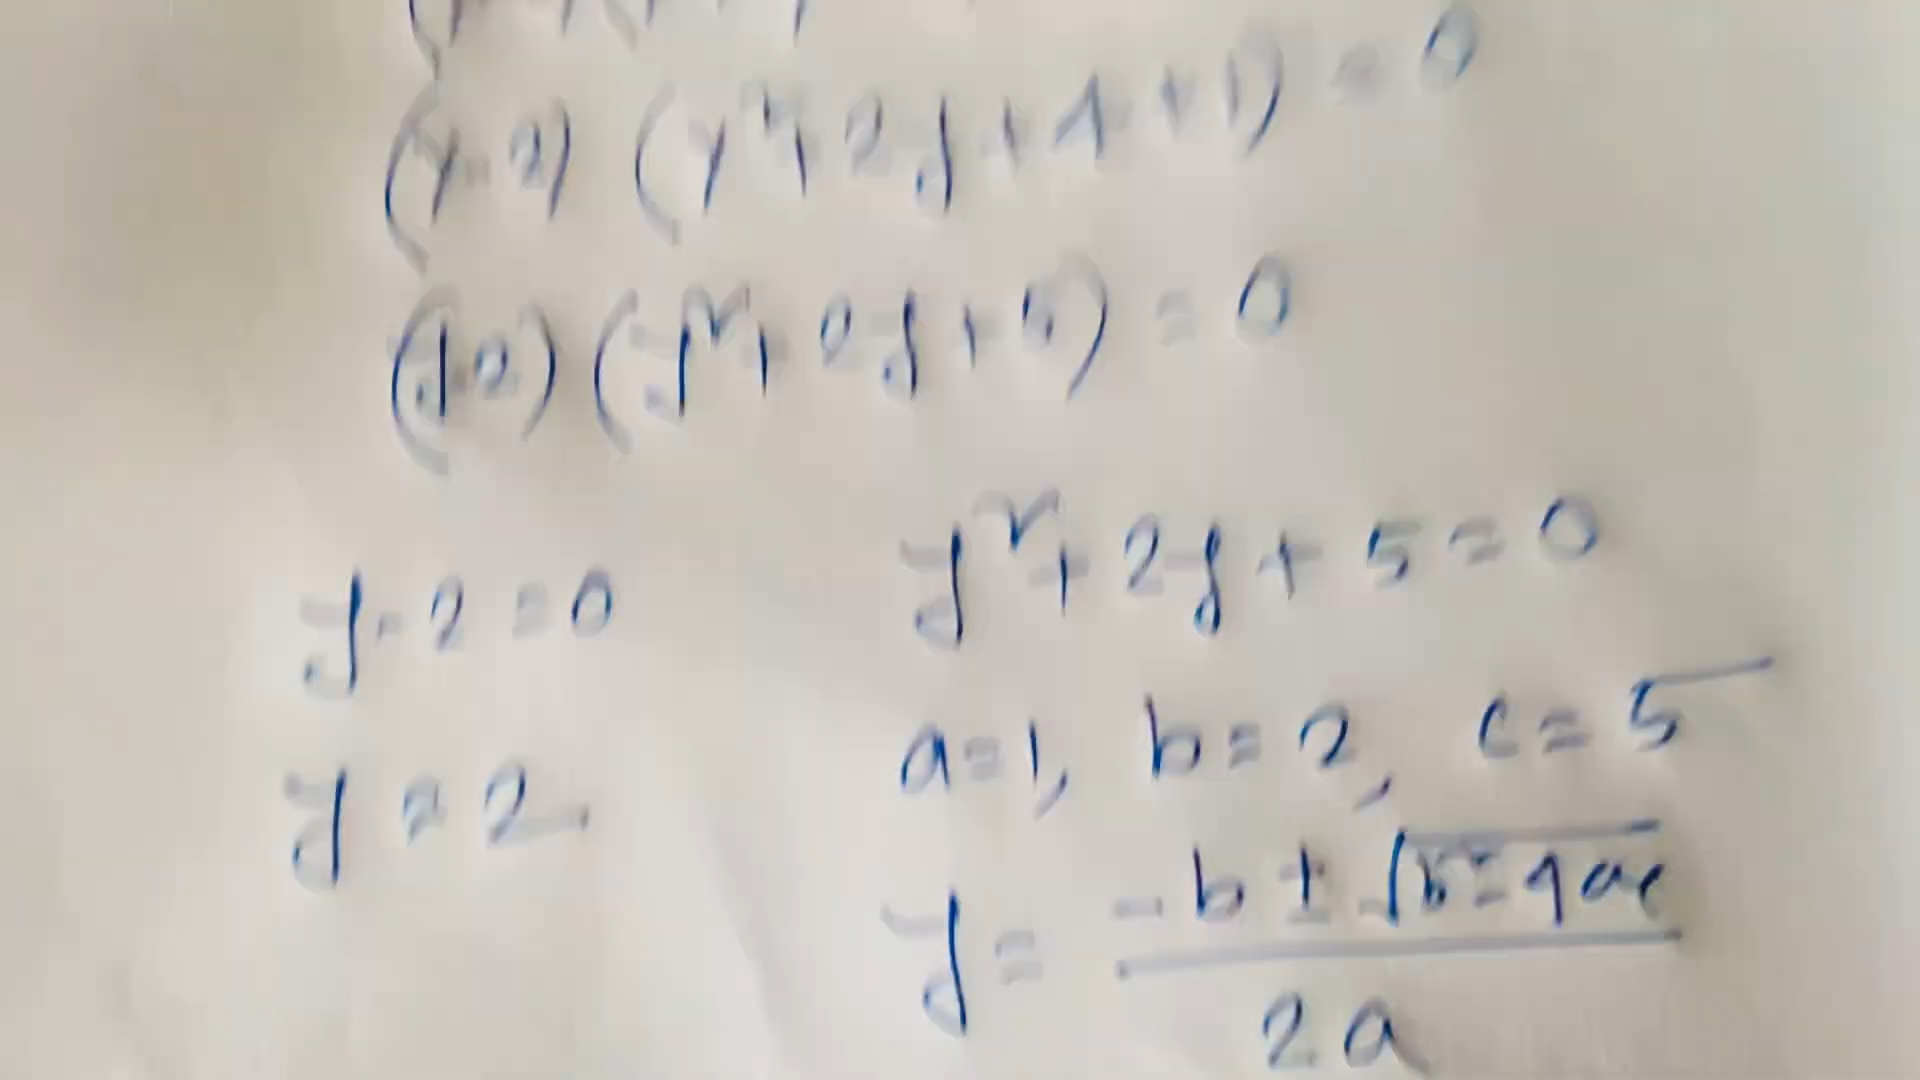 (y-2) (y²+2y+4+1) = 0
(y-2) (y²+2y+5) = 0
y-2=0
y=2
y²+2y+5=0
a=1, b=2, c=5
y = (-b ± √(b²-4ac)) / 2a